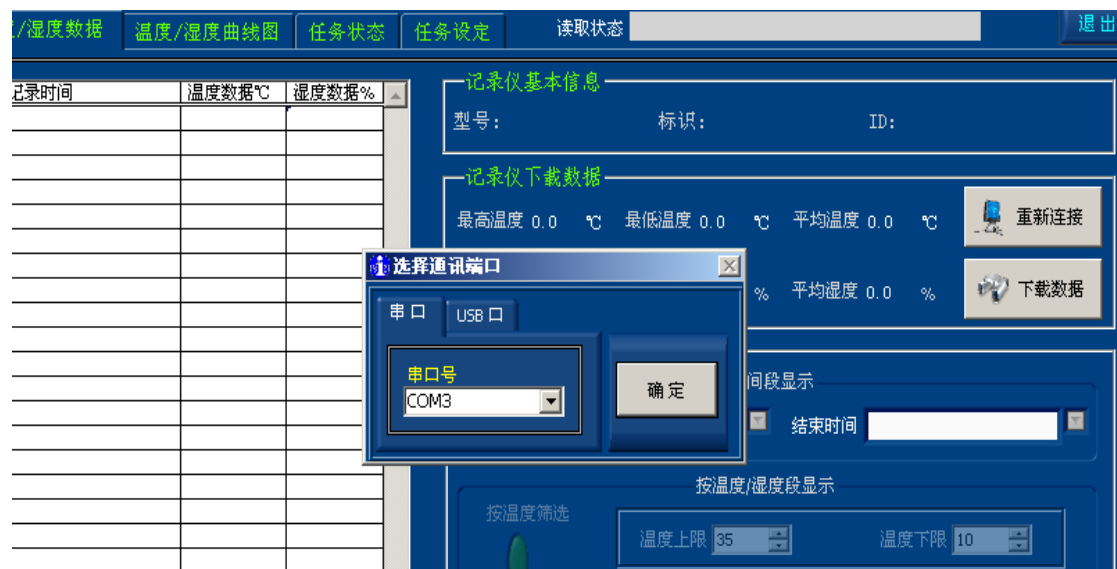 /湿度数据 温度/湿度曲线图 任务状态 任务设定 读取状态 退出
记录时间 温度数据℃ 湿度数据%
记录仪基本信息
型号: 标识: ID:
记录仪下载数据
最高温度 0.0 ℃ 最低温度 0.0 ℃ 平均温度 0.0 ℃ 重新连接
% 平均湿度 0.0 % 下载数据
选择通讯端口
串口 USB 口
串口号
COM3
确定
间段显示
结束时间
按温度/湿度段显示
按温度筛选
温度上限 35 温度下限 10